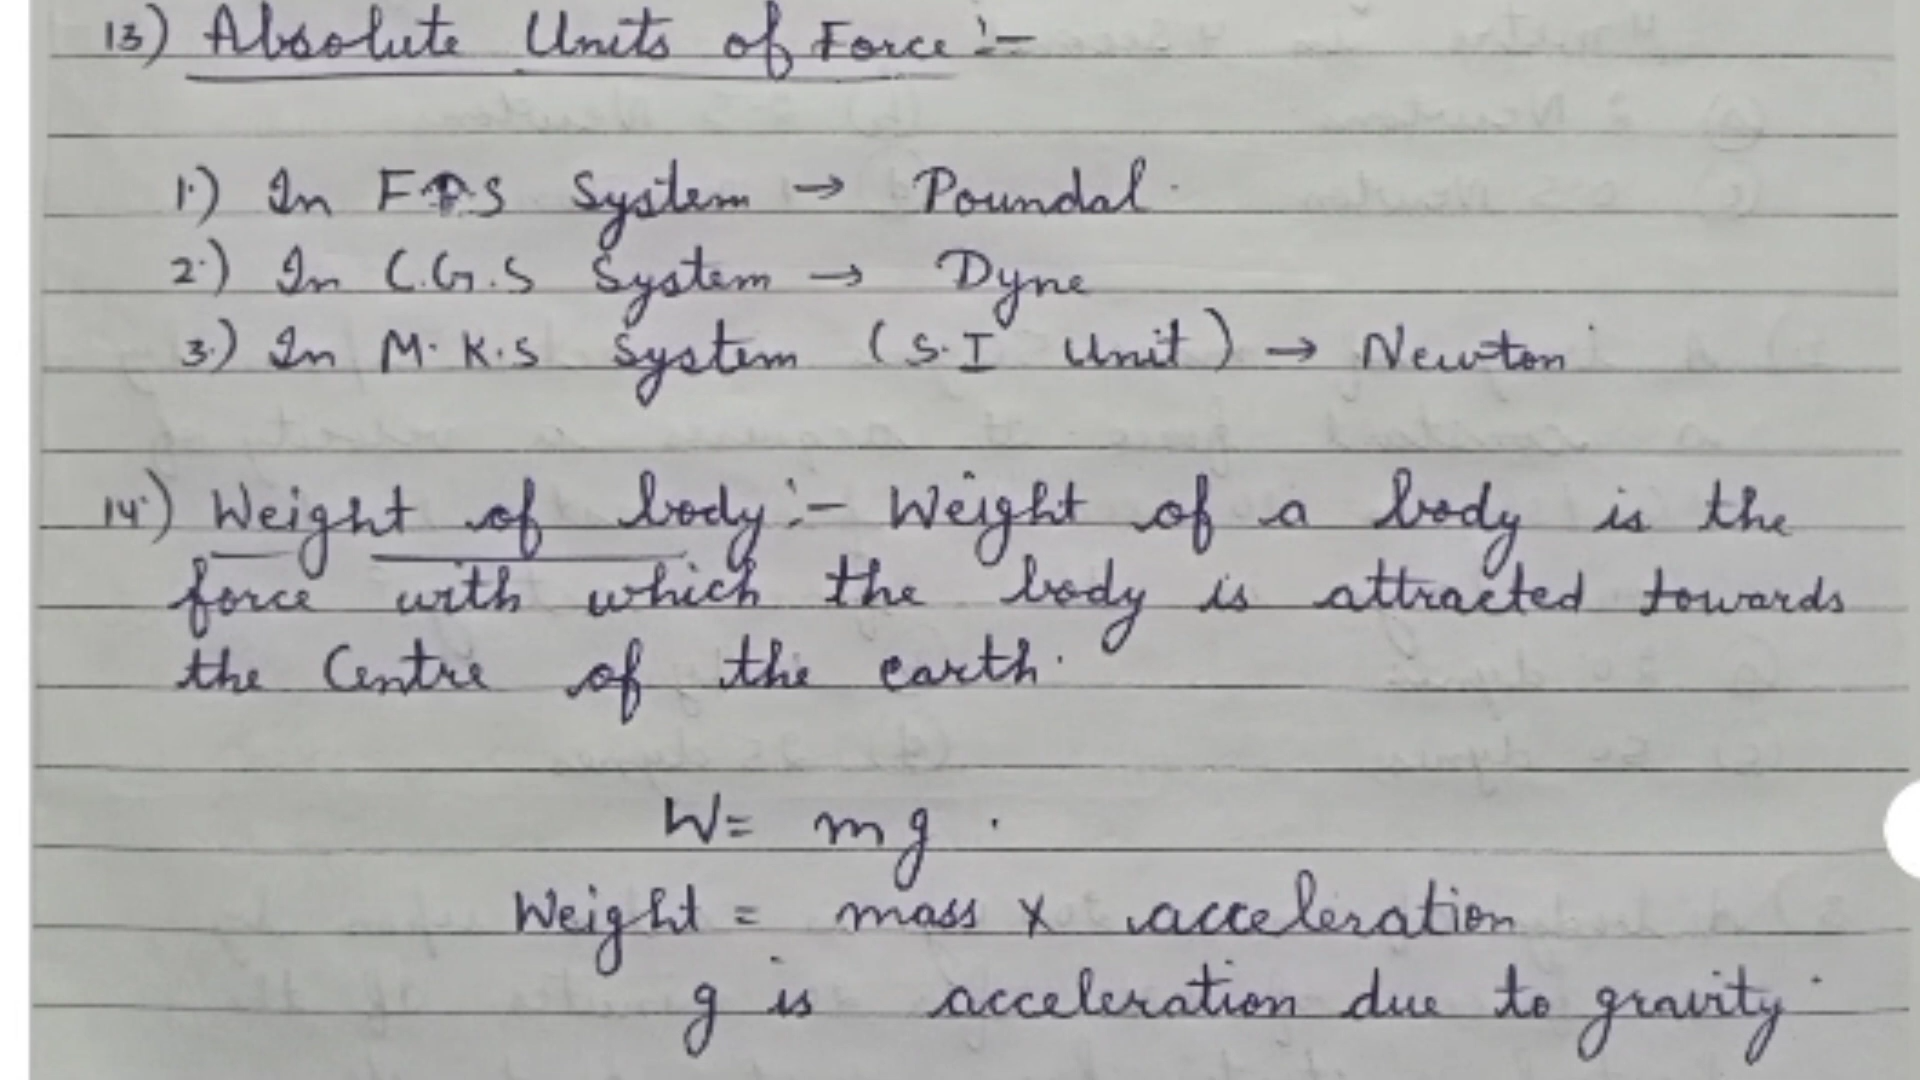 13) Absolute Units of Force :-
1.) In FPS System → Poundal.
2.) In C.G.S System → Dyne
3.) In M.K.S System (S.I Unit) → Newton
14.) Weight of body :- Weight of a body is the
force with which the body is attracted towards
the Centre of the earth.
W = mg.
Weight = mass x acceleration
g is acceleration due to gravity.